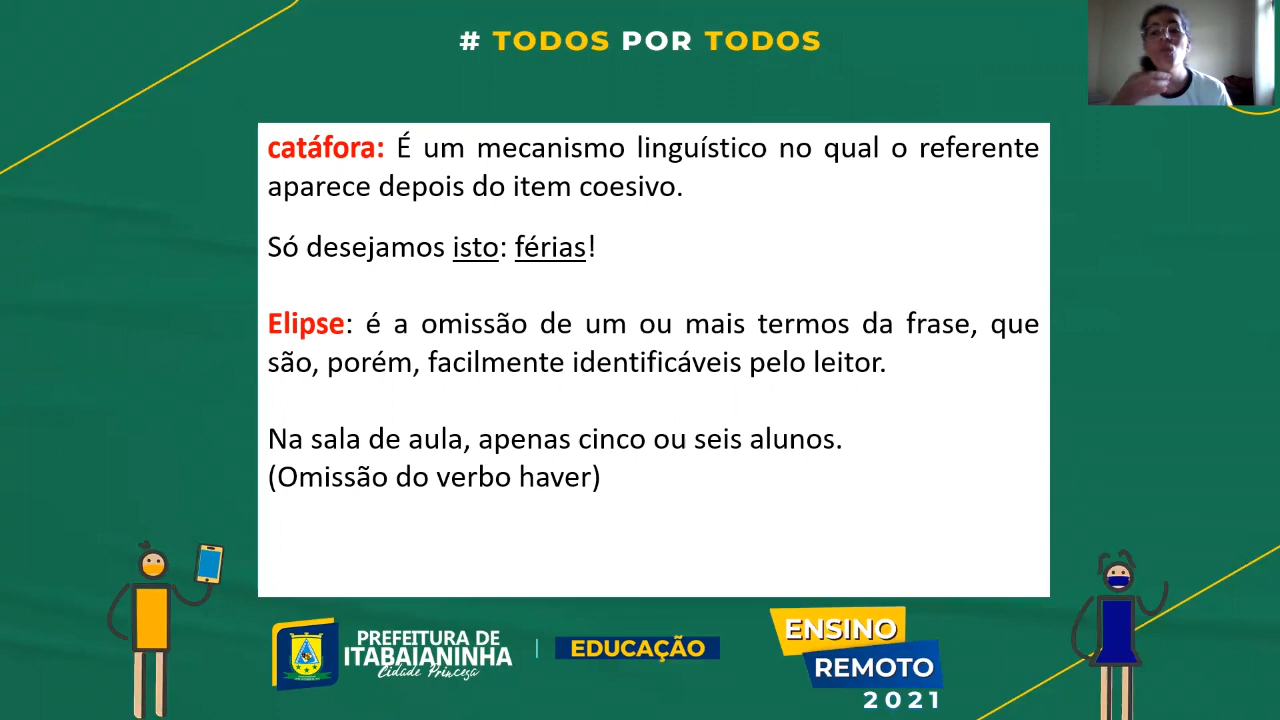 # TODOS POR TODOS
catáfora: É um mecanismo linguístico no qual o referente
aparece depois do item coesivo.
Só desejamos isto: férias!
Elipse: é a omissão de um ou mais termos da frase, que
são, porém, facilmente identificáveis pelo leitor.
Na sala de aula, apenas cinco ou seis alunos.
(Omissão do verbo haver)
PREFEITURA DE
ITABAIANINHA
Cidade Princesa
EDUCAÇÃO
ENSINO
REMOTO
2021